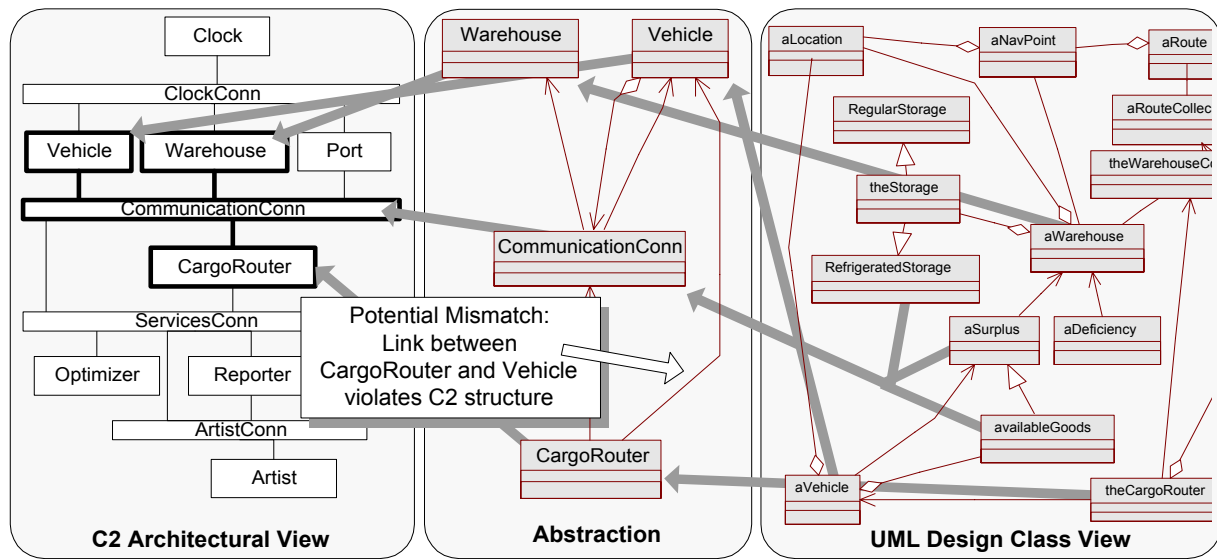 Clock
ClockConn
Vehicle
Warehouse
Port
CommunicationConn
CargoRouter
ServicesConn
Optimizer
Reporter
ArtistConn
Artist
C2 Architectural View
Warehouse
Vehicle
CommunicationConn
Potential Mismatch:
Link between
CargoRouter and Vehicle
violates C2 structure
CargoRouter
Abstraction
aLocation
aNavPoint
aRoute
RegularStorage
aRouteCollec
theWarehouseCo
theStorage
aWarehouse
RefrigeratedStorage
aSurplus
aDeficiency
availableGoods
aVehicle
theCargoRouter
UML Design Class View